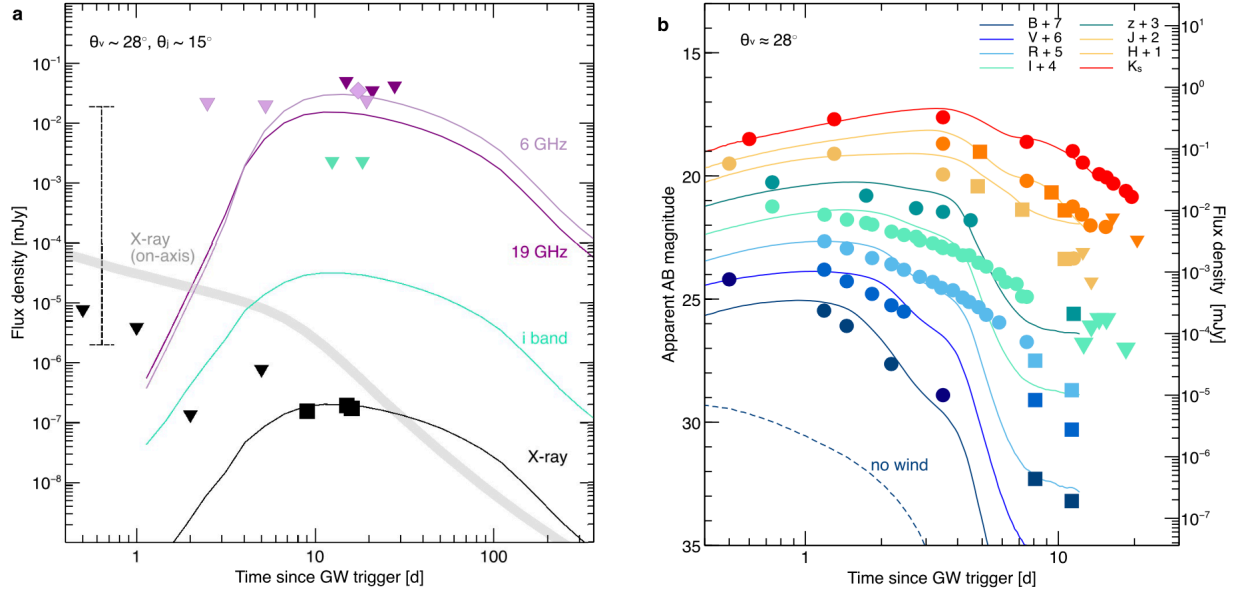 a
θv ~ 28°, θj ~ 15°
10⁻¹
10⁻²
10⁻³
10⁻⁴
10⁻⁵
10⁻⁶
10⁻⁷
10⁻⁸
Flux density [mJy]
6 GHz
19 GHz
X-ray
(on-axis)
i band
X-ray
1
10
100
Time since GW trigger [d]
b
θv ≈ 28°
B + 7
V + 6
R + 5
I + 4
z + 3
J + 2
H + 1
Ks
15
20
25
30
35
Apparent AB magnitude
no wind
10¹
10⁰
10⁻¹
10⁻²
10⁻³
10⁻⁴
10⁻⁵
10⁻⁶
10⁻⁷
Flux density [mJy]
1
10
Time since GW trigger [d]